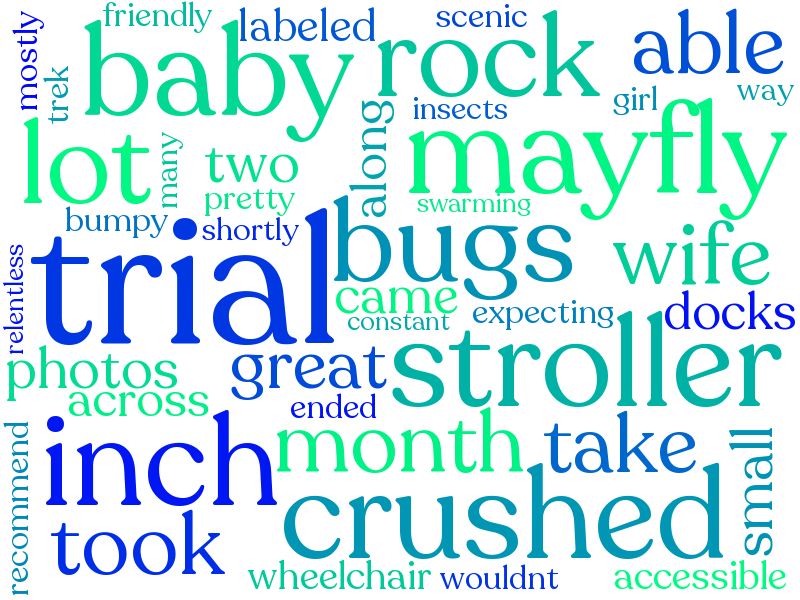 friendly
labeled
scenic
mostly
trek
baby
rock
able
girl
way
insects
lot
many
two
pretty
along
mayfly
swarming
bumpy
shortly
bugs
wife
relentless
trial
came
constant
expecting
docks
photos
across
great
stroller
ended
inch
month
take
recommend
took
crushed
small
wheelchair
wouldnt
accessible